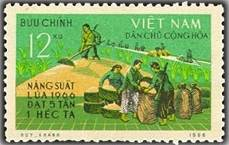 BƯU CHÍNH
12 XU
VIỆT NAM
DÂN CHỦ CỘNG HÒA
NĂNG SUẤT
LÚA 1966
ĐẠT 5 TẤN
1 HÉC TA
1966